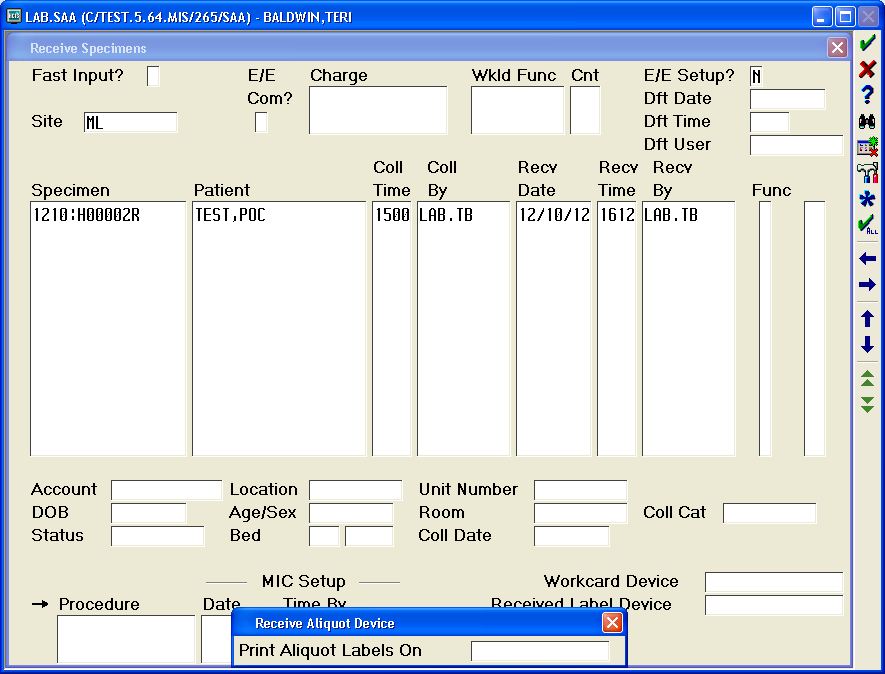 LAB.SAA (C/TEST.5.64.MIS/265/SAA) - BALDWIN,TERI
Receive Specimens
Fast Input? E/E Charge Wkld Func Cnt E/E Setup? N
Com? Dft Date
Site ML Dft Time
Dft User
Coll Coll Recv Recv Recv
Specimen Patient Time By Date Time By Func
1210:H00002R TEST,POC 1500 LAB.TB 12/10/12 1612 LAB.TB
ALL
Account Location Unit Number
DOB Age/Sex Room Coll Cat
Status Bed Coll Date
MIC Setup Workcard Device
Procedure Date Time By Received Label Device
Receive Aliquot Device
Print Aliquot Labels On